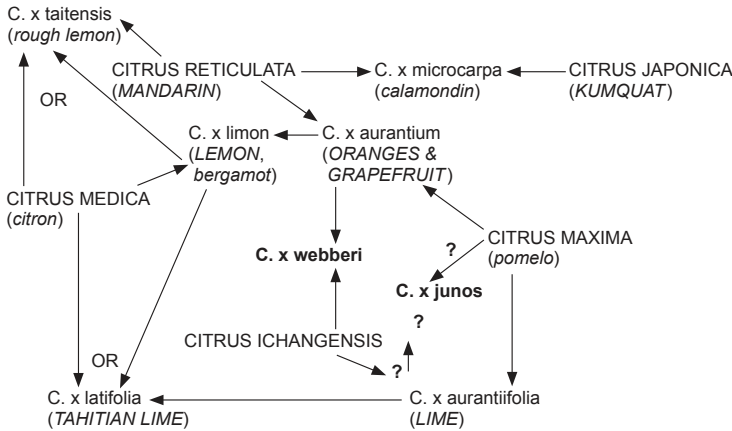 C. x taitensis
(rough lemon)
CITRUS RETICULATA
(MANDARIN)
C. x microcarpa
(calamondin)
CITRUS JAPONICA
(KUMQUAT)
OR
C. x limon
(LEMON,
bergamot)
C. x aurantium
(ORANGES &
GRAPEFRUIT)
CITRUS MEDICA
(citron)
CITRUS MAXIMA
(pomelo)
?
C. x webberi
C. x junos
?
CITRUS ICHANGENSIS
?
OR
C. x latifolia
(TAHITIAN LIME)
C. x aurantiifolia
(LIME)